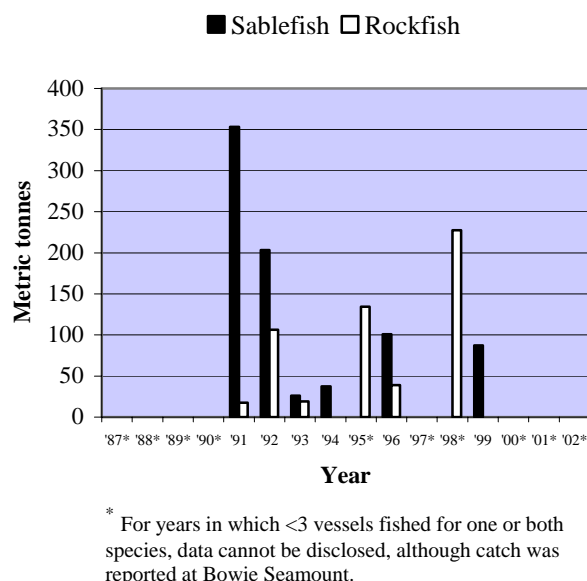 Sablefish Rockfish
400
350
300
250
200
150
100
50
0
Metric tonnes
'87* '88* '89* '90* '91 '92 '93 '94 '95* '96 '97* '98* '99 '00* '01* '02*
Year
* For years in which <3 vessels fished for one or both
species, data cannot be disclosed, although catch was
reported at Bowie Seamount.